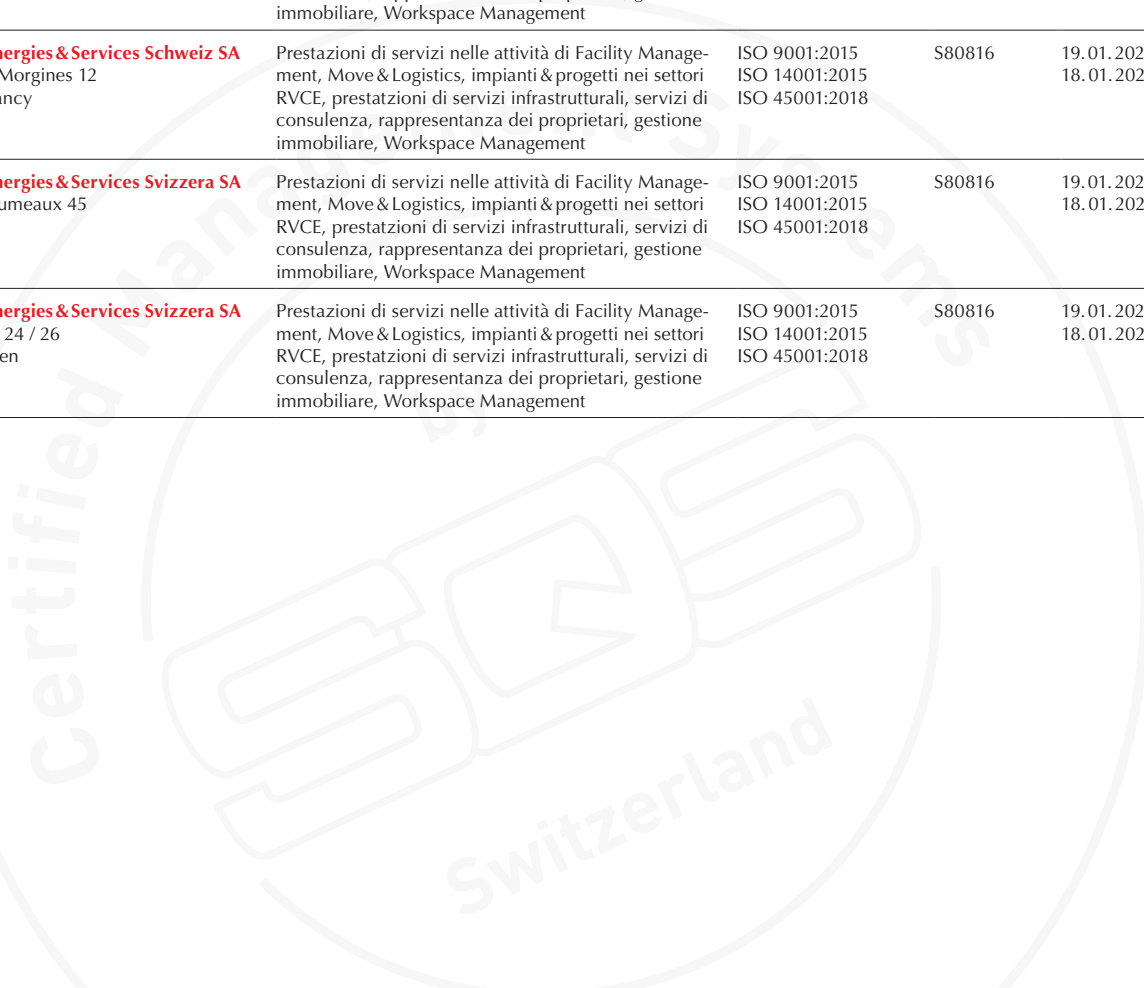 immobiliare, Workspace Management
nergies & Services Schweiz SA Prestazioni di servizi nelle attività di Facility Manage- ISO 9001:2015 S80816 19.01.202
Morgines 12 ment, Move & Logistics, impianti & progetti nei settori ISO 14001:2015 18.01.202
ancy RVCE, prestatzioni di servizi infrastrutturali, servizi di ISO 45001:2018
consulenza, rappresentanza dei proprietari, gestione
immobiliare, Workspace Management
nergies & Services Svizzera SA Prestazioni di servizi nelle attività di Facility Manage- ISO 9001:2015 S80816 19.01.202
umeaux 45 ment, Move & Logistics, impianti & progetti nei settori ISO 14001:2015 18.01.202
RVCE, prestatzioni di servizi infrastrutturali, servizi di ISO 45001:2018
consulenza, rappresentanza dei proprietari, gestione
immobiliare, Workspace Management
nergies & Services Svizzera SA Prestazioni di servizi nelle attività di Facility Manage- ISO 9001:2015 S80816 19.01.202
24 / 26 ment, Move & Logistics, impianti & progetti nei settori ISO 14001:2015 18.01.202
en RVCE, prestatzioni di servizi infrastrutturali, servizi di ISO 45001:2018
consulenza, rappresentanza dei proprietari, gestione
immobiliare, Workspace Management
Certified Management Systems
by
SQS
Switzerland